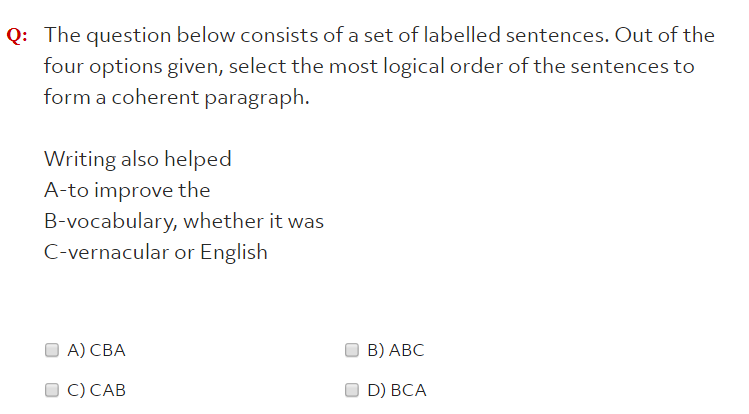 Q: The question below consists of a set of labelled sentences. Out of the
four options given, select the most logical order of the sentences to
form a coherent paragraph.
Writing also helped
A-to improve the
B-vocabulary, whether it was
C-vernacular or English
A) CBA B) ABC
C) CAB D) BCA